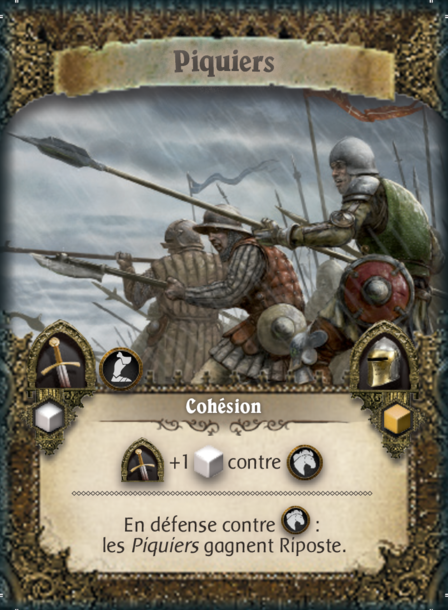 Piquiers
Cohésion
+1 contre
En défense contre :
les Piquiers gagnent Riposte.